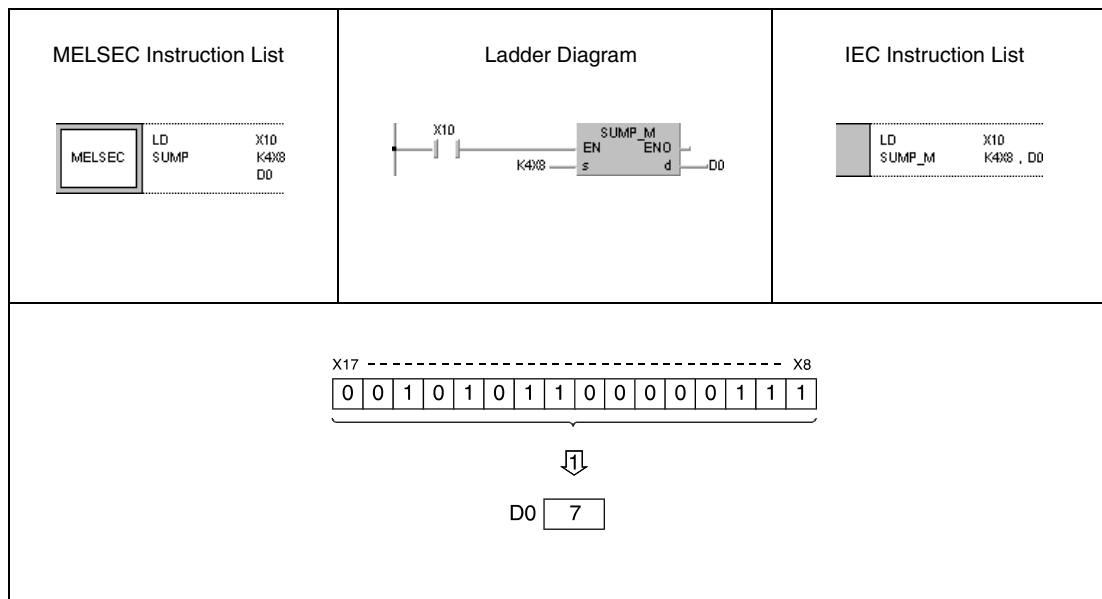 MELSEC Instruction List
MELSEC
LD X10
SUMP K4X8
D0
Ladder Diagram
X10
SUMP_M
EN ENO
K4X8 s d D0
IEC Instruction List
LD X10
SUMP_M K4X8 , D0
X17 X8
0 0 1 0 1 0 1 1 0 0 0 0 0 1 1 1
1
D0 7